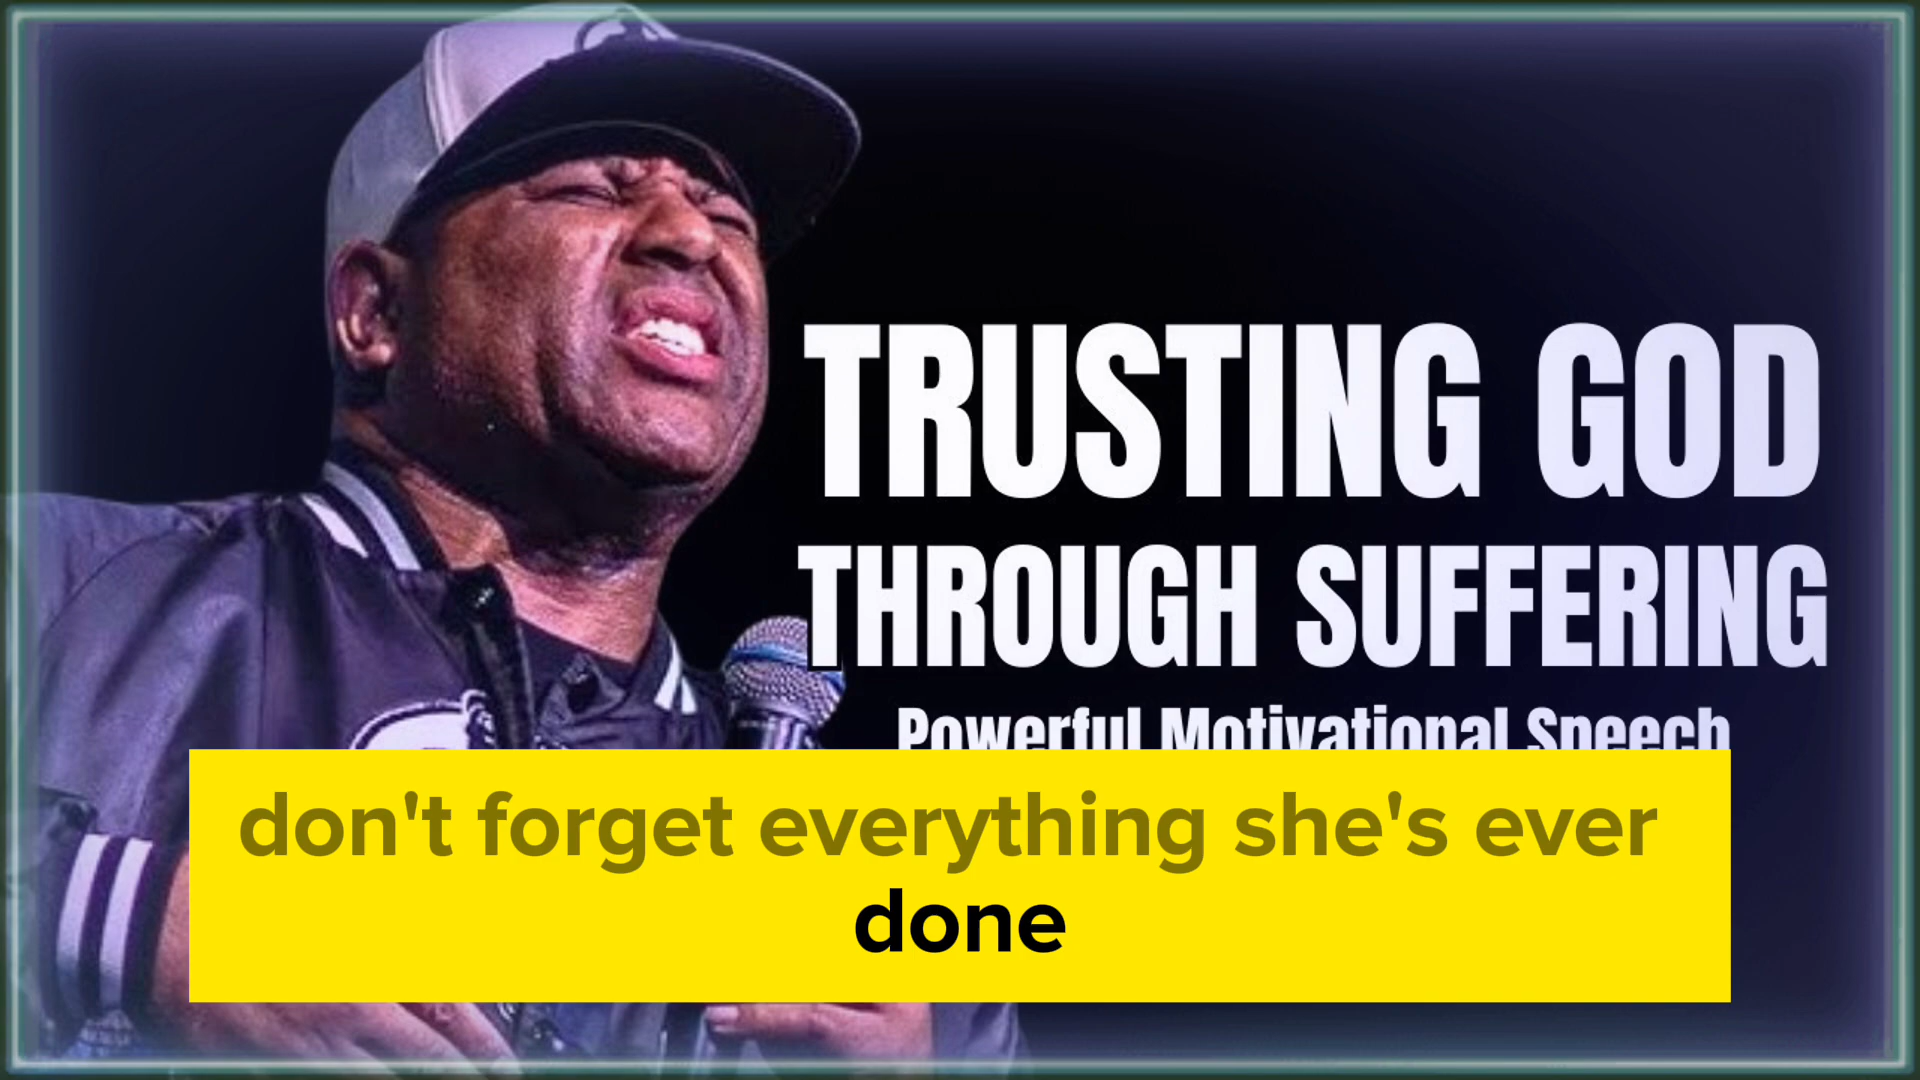 TRUSTING GOD
THROUGH SUFFERING
Powerful Motivational Speech
don't forget everything she's ever
done